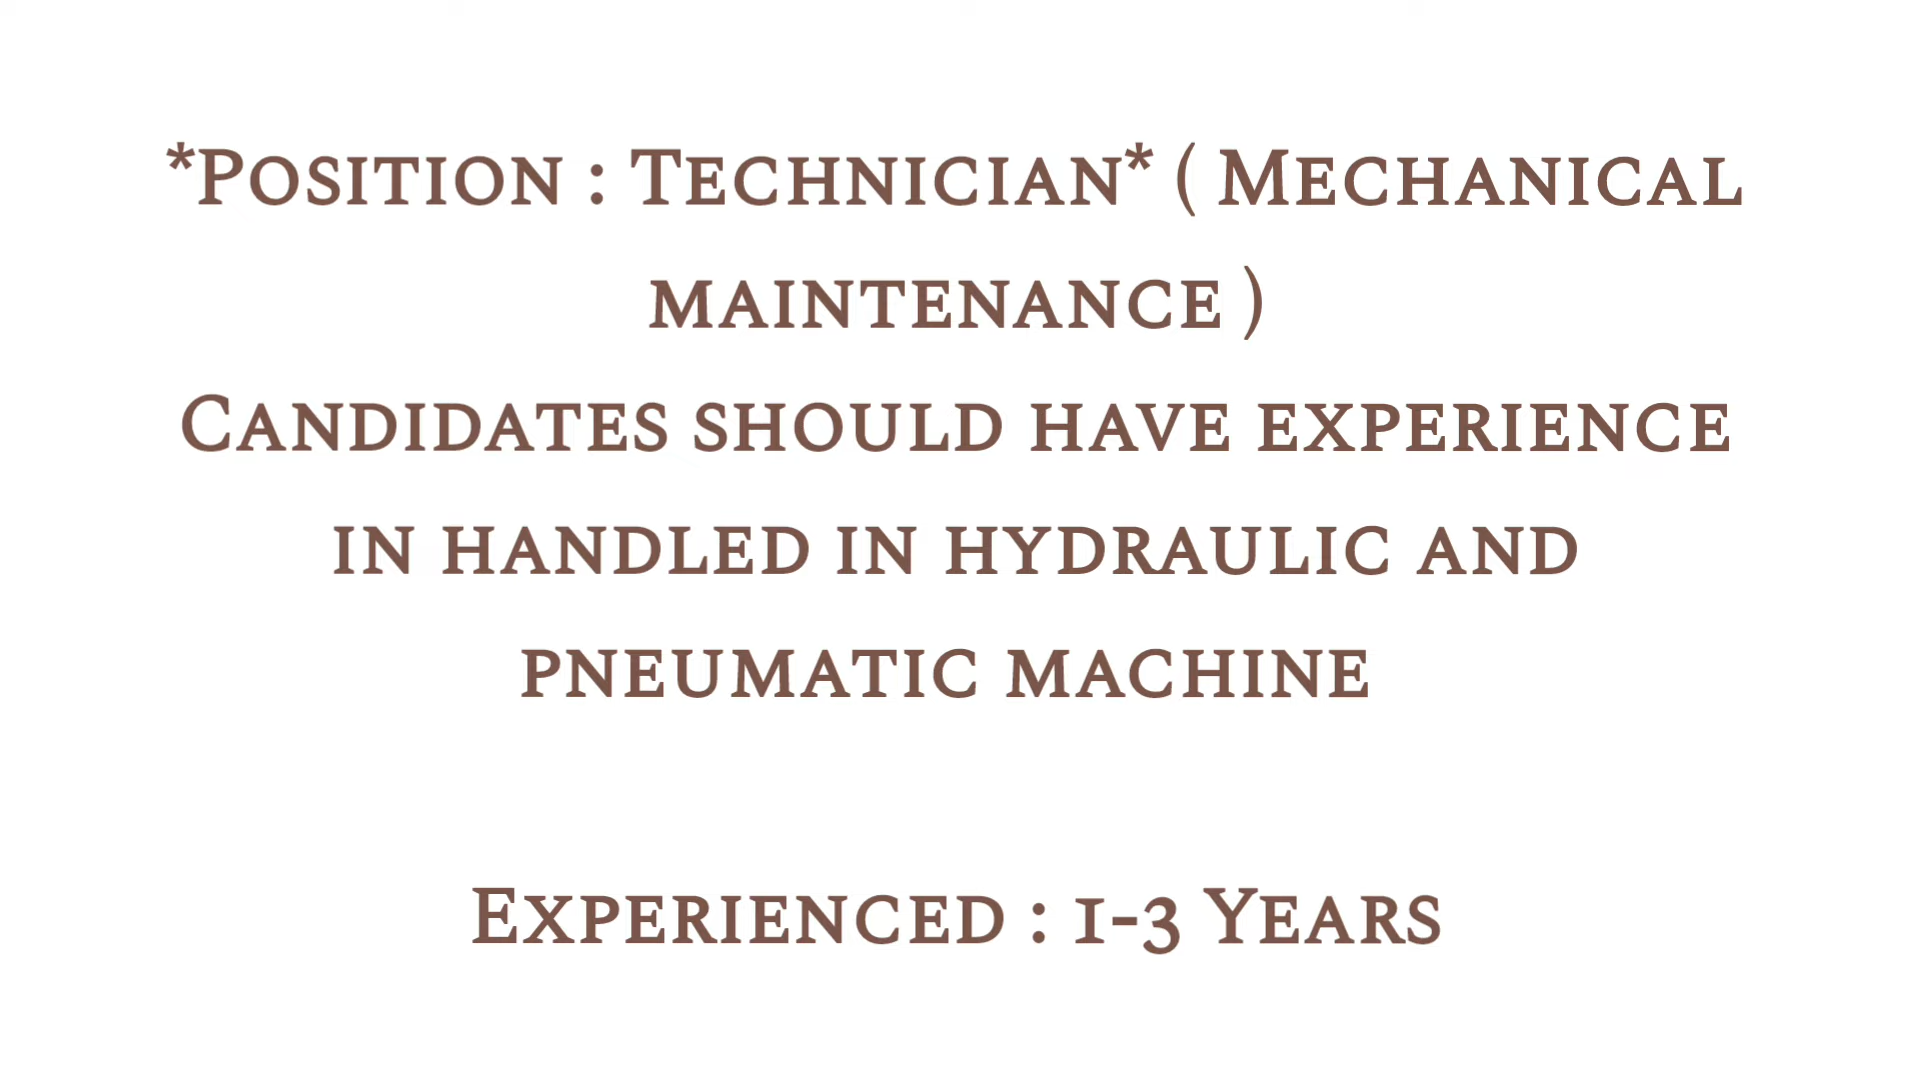 *Position : Technician* ( Mechanical
maintenance )
Candidates should have experience
in handled in hydraulic and
pneumatic machine
Experienced : 1-3 Years